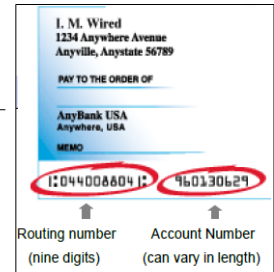 I. M. Wired
1234 Anywhere Avenue
Anyville, Anystate 56789
PAY TO THE ORDER OF
AnyBank USA
Anywhere, USA
MEMO
⑆044008804⑆ 960130629
Routing number Account Number
(nine digits) (can vary in length)